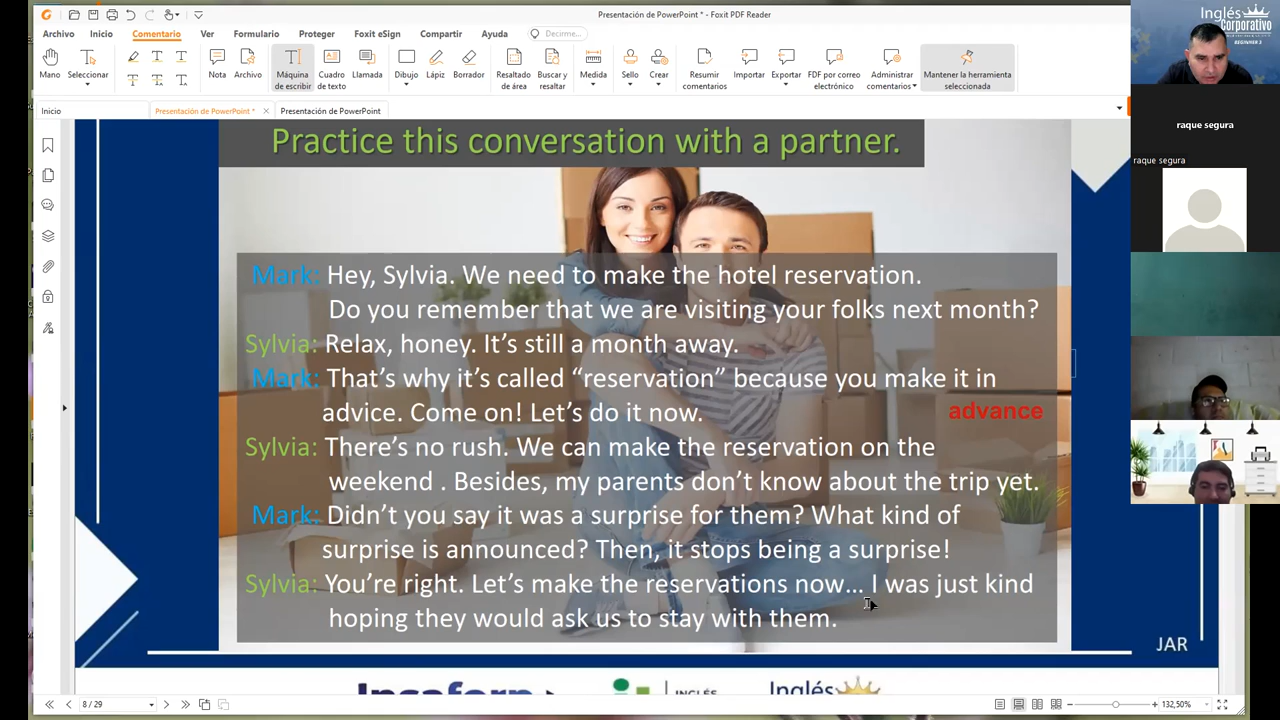 Presentación de PowerPoint * - Foxit PDF Reader
Archivo Inicio Comentario Ver Formulario Proteger Foxit eSign Compartir Ayuda Decirme...
Mano Seleccionar Nota Archivo Máquina de escribir Cuadro de texto Llamada Dibujo Lápiz Borrador Resaltado de área Buscar y resaltar Medida Sello Crear Resumir comentarios Importar Exportar FDF por correo electrónico Administrar comentarios Mantener la herramienta seleccionada
Inicio Presentación de PowerPoint * Presentación de PowerPoint
Practice this conversation with a partner.
Mark: Hey, Sylvia. We need to make the hotel reservation.
Do you remember that we are visiting your folks next month?
Sylvia: Relax, honey. It’s still a month away.
Mark: That’s why it’s called “reservation” because you make it in
advice. Come on! Let’s do it now. advance
Sylvia: There’s no rush. We can make the reservation on the
weekend . Besides, my parents don’t know about the trip yet.
Mark: Didn’t you say it was a surprise for them? What kind of
surprise is announced? Then, it stops being a surprise!
Sylvia: You’re right. Let’s make the reservations now… I was just kind
hoping they would ask us to stay with them.
JAR
Insaforp INGLÉS Inglés
8 / 29
132,50%
Inglés
Corporativo
BEGINNER 2
raque segura
raque segura